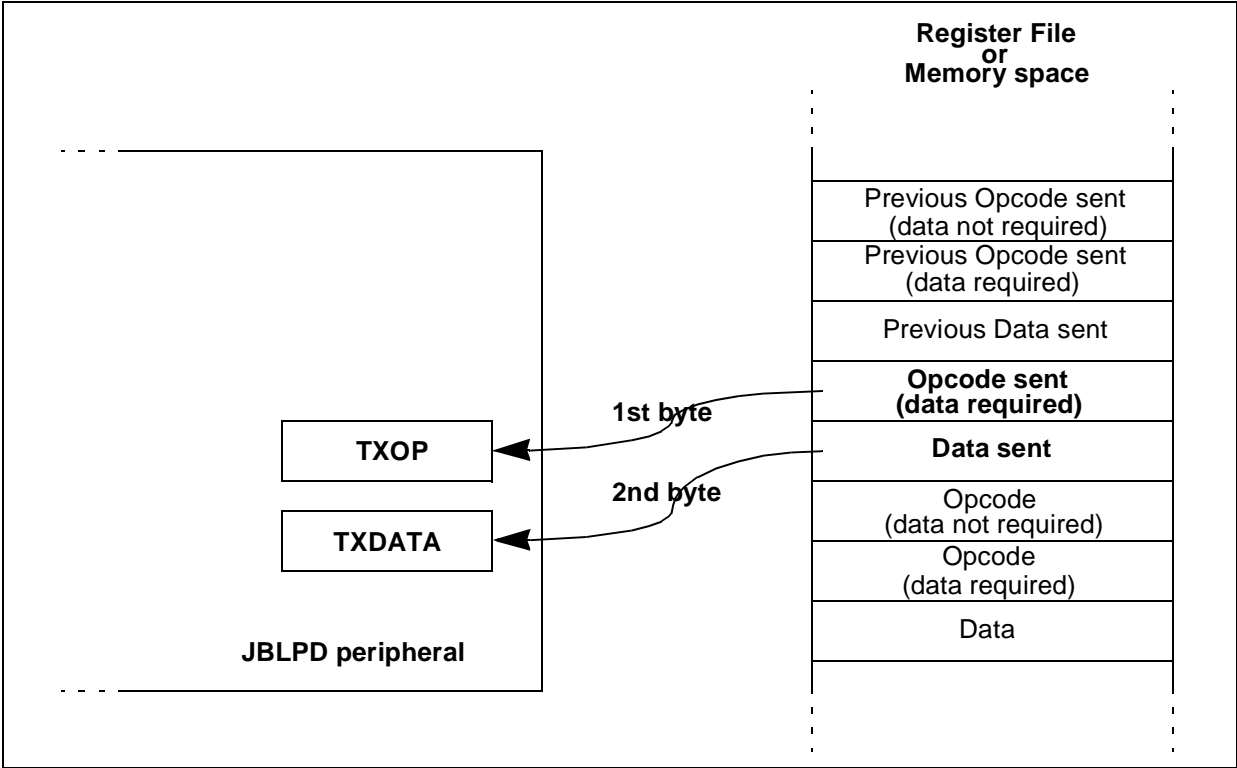 Register File
or
Memory space
Previous Opcode sent
(data not required)
Previous Opcode sent
(data required)
Previous Data sent
Opcode sent
(data required)
1st byte
TXOP
Data sent
2nd byte
Opcode
(data not required)
TXDATA
Opcode
(data required)
Data
JBLPD peripheral